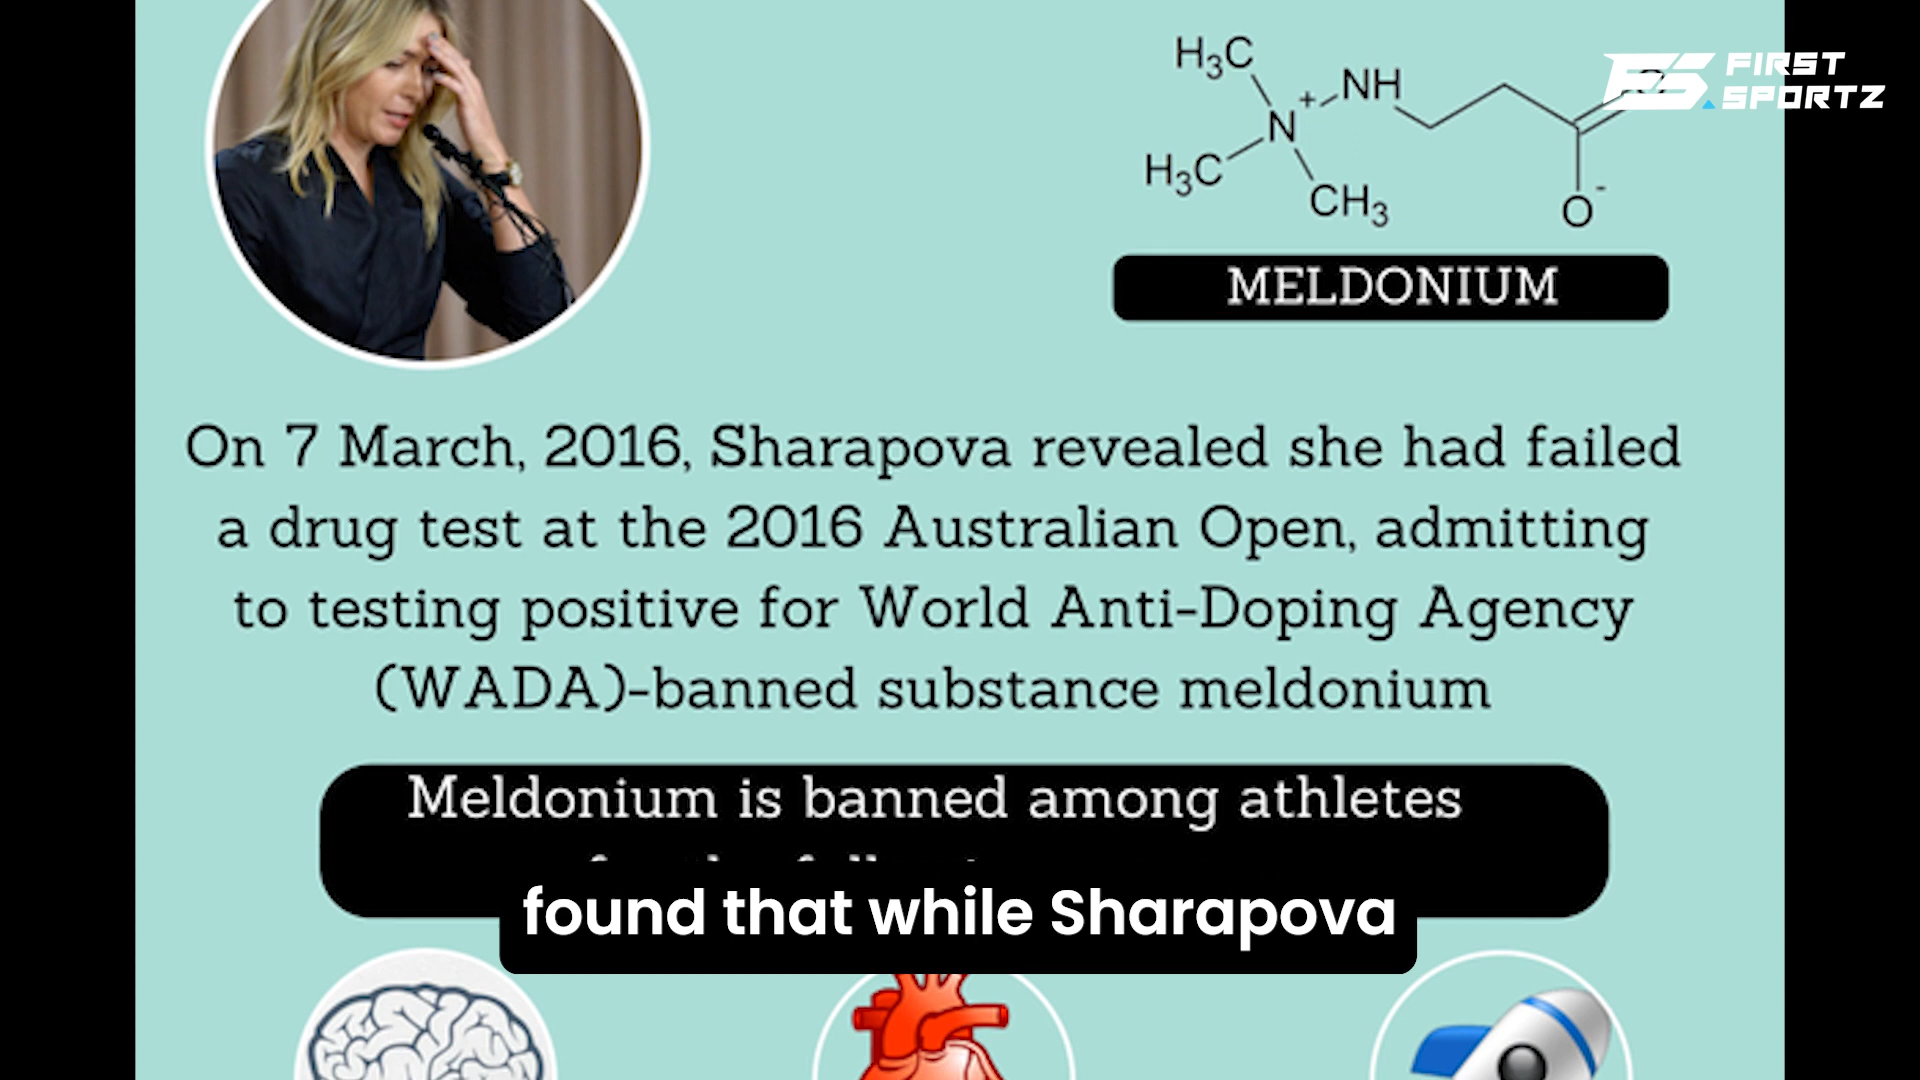 FIRST
SPORTZ
H₃C
NH
N
+
H₃C
CH₃
O
-
MELDONIUM
On 7 March, 2016, Sharapova revealed she had failed
a drug test at the 2016 Australian Open, admitting
to testing positive for World Anti-Doping Agency
(WADA)-banned substance meldonium
Meldonium is banned among athletes
found that while Sharapova